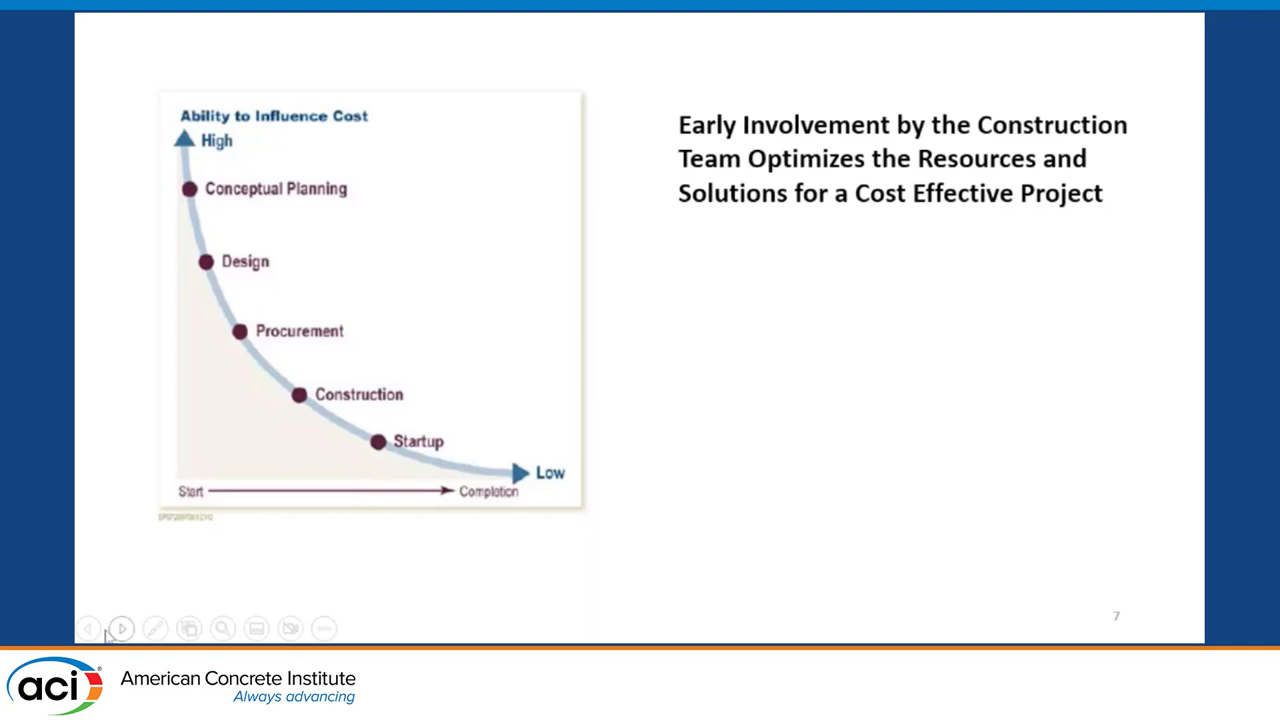 Ability to Influence Cost
High
Conceptual Planning
Design
Procurement
Construction
Startup
Low
Start
Completion
Early Involvement by the Construction
Team Optimizes the Resources and
Solutions for a Cost Effective Project
7
aci®
American Concrete Institute
Always advancing